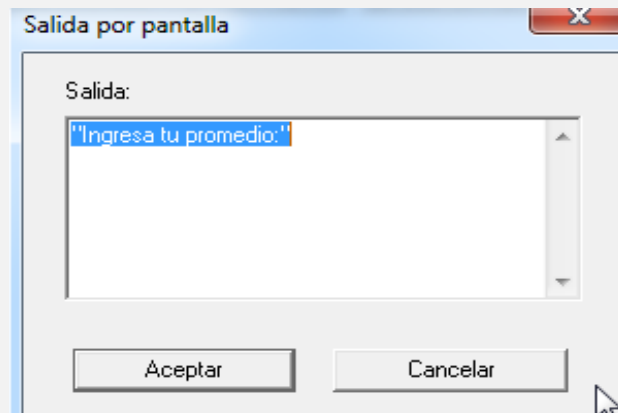 Salida por pantalla
Salida:
"Ingresa tu promedio:"
Aceptar
Cancelar